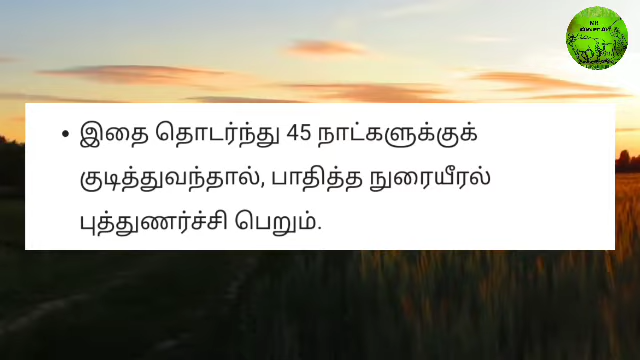 • இதை தொடர்ந்து 45 நாட்களுக்குக்
குடித்துவந்தால், பாதித்த நுரையீரல்
புத்துணர்ச்சி பெறும்.